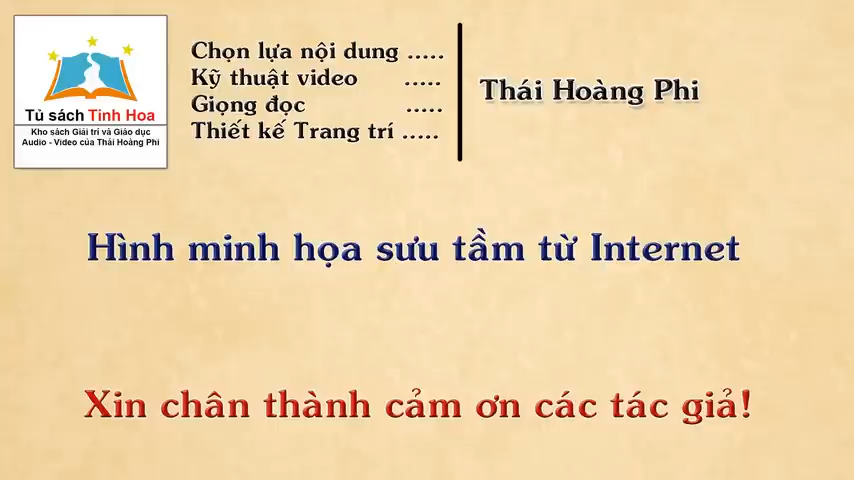 Tủ sách Tinh Hoa
Kho sách Giải trí và Giáo dục
Audio - Video của Thái Hoàng Phi
Chọn lựa nội dung .....
Kỹ thuật video .....
Giọng đọc .....
Thiết kế Trang trí .....
Thái Hoàng Phi
Hình minh họa sưu tầm từ Internet
Xin chân thành cảm ơn các tác giả!